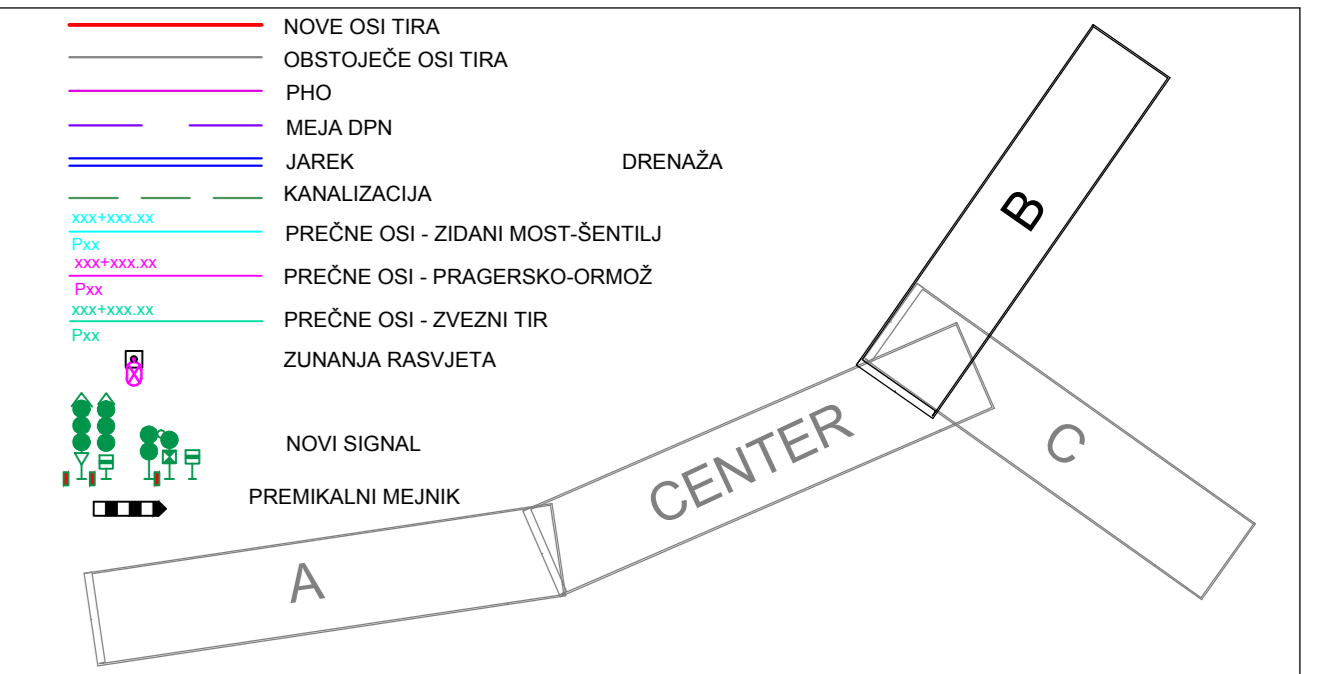 NOVE OSI TIRA
OBSTOJEČE OSI TIRA
PHO
MEJA DPN
JAREK DRENAŽA
KANALIZACIJA
xxx+xxx.xx
Pxx
PREČNE OSI - ZIDANI MOST-ŠENTILJ
xxx+xxx.xx
Pxx
PREČNE OSI - PRAGERSKO-ORMOŽ
xxx+xxx.xx
Pxx
PREČNE OSI - ZVEZNI TIR
ZUNANJA RASVJETA
NOVI SIGNAL
PREMIKALNI MEJNIK
A
CENTER
B
C